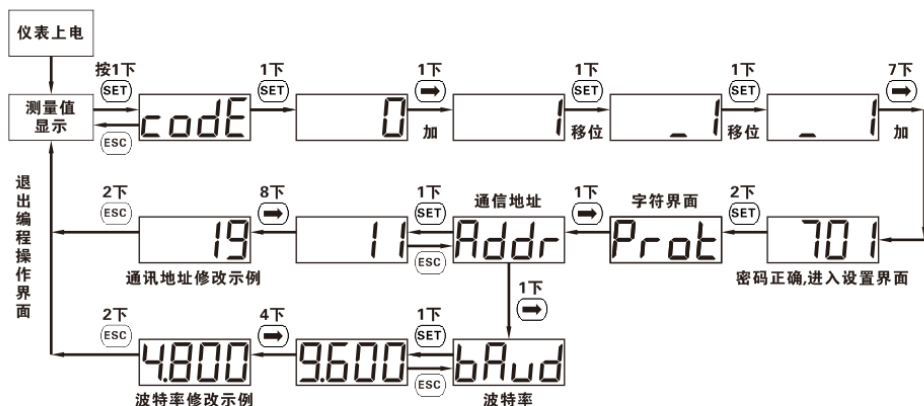 仪表上电
按1下
SET
1下
SET
1下
1下
SET
1下
SET
7下
测量值
显示
codE
0
1
_1
_ 1
ESC
加
移位
移位
加
退出编程操作界面
2下
ESC
8下
1下
SET
通信地址
1下
字符界面
2下
SET
19
11
Addr
Prot
701
ESC
通讯地址修改示例
密码正确,进入设置界面
1下
2下
ESC
4下
1下
SET
4.800
9.600
bAud
ESC
波特率修改示例
波特率